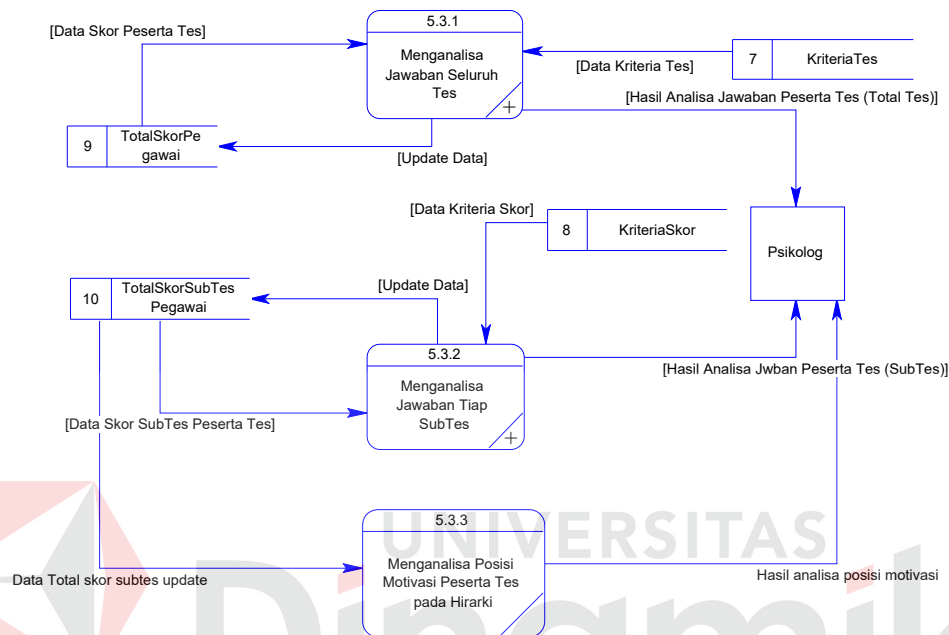 5.3.1
[Data Skor Peserta Tes]
Menganalisa
Jawaban Seluruh
Tes
+
[Data Kriteria Tes]
7
KriteriaTes
[Hasil Analisa Jawaban Peserta Tes (Total Tes)]
9
TotalSkorPe
gawai
[Update Data]
[Data Kriteria Skor]
8
KriteriaSkor
Psikolog
10
TotalSkorSubTes
Pegawai
[Update Data]
5.3.2
Menganalisa
Jawaban Tiap
SubTes
+
[Hasil Analisa Jwban Peserta Tes (SubTes)]
[Data Skor SubTes Peserta Tes]
UNIVERSITAS
Dinamik
5.3.3
Menganalisa Posisi
Motivasi Peserta Tes
pada Hirarki
Data Total skor subtes update
Hasil analisa posisi motivasi